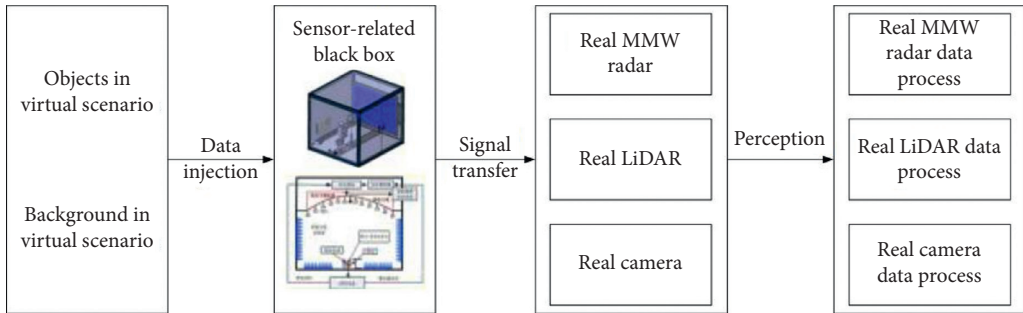 Objects in
virtual scenario
Background in
virtual scenario
Data
injection
Sensor-related
black box
Signal
transfer
Real MMW
radar
Real LiDAR
Real camera
Perception
Real MMW
radar data
process
Real LiDAR data
process
Real camera
data process